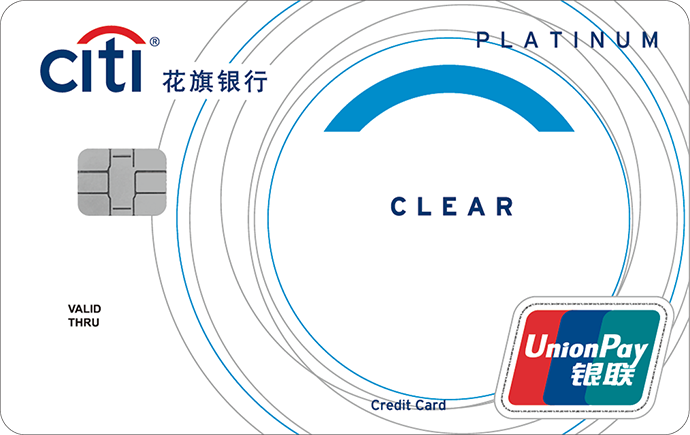 PLATINUM
citi® 花旗银行
CLEAR
VALID
THRU
UnionPay
银联
Credit Card